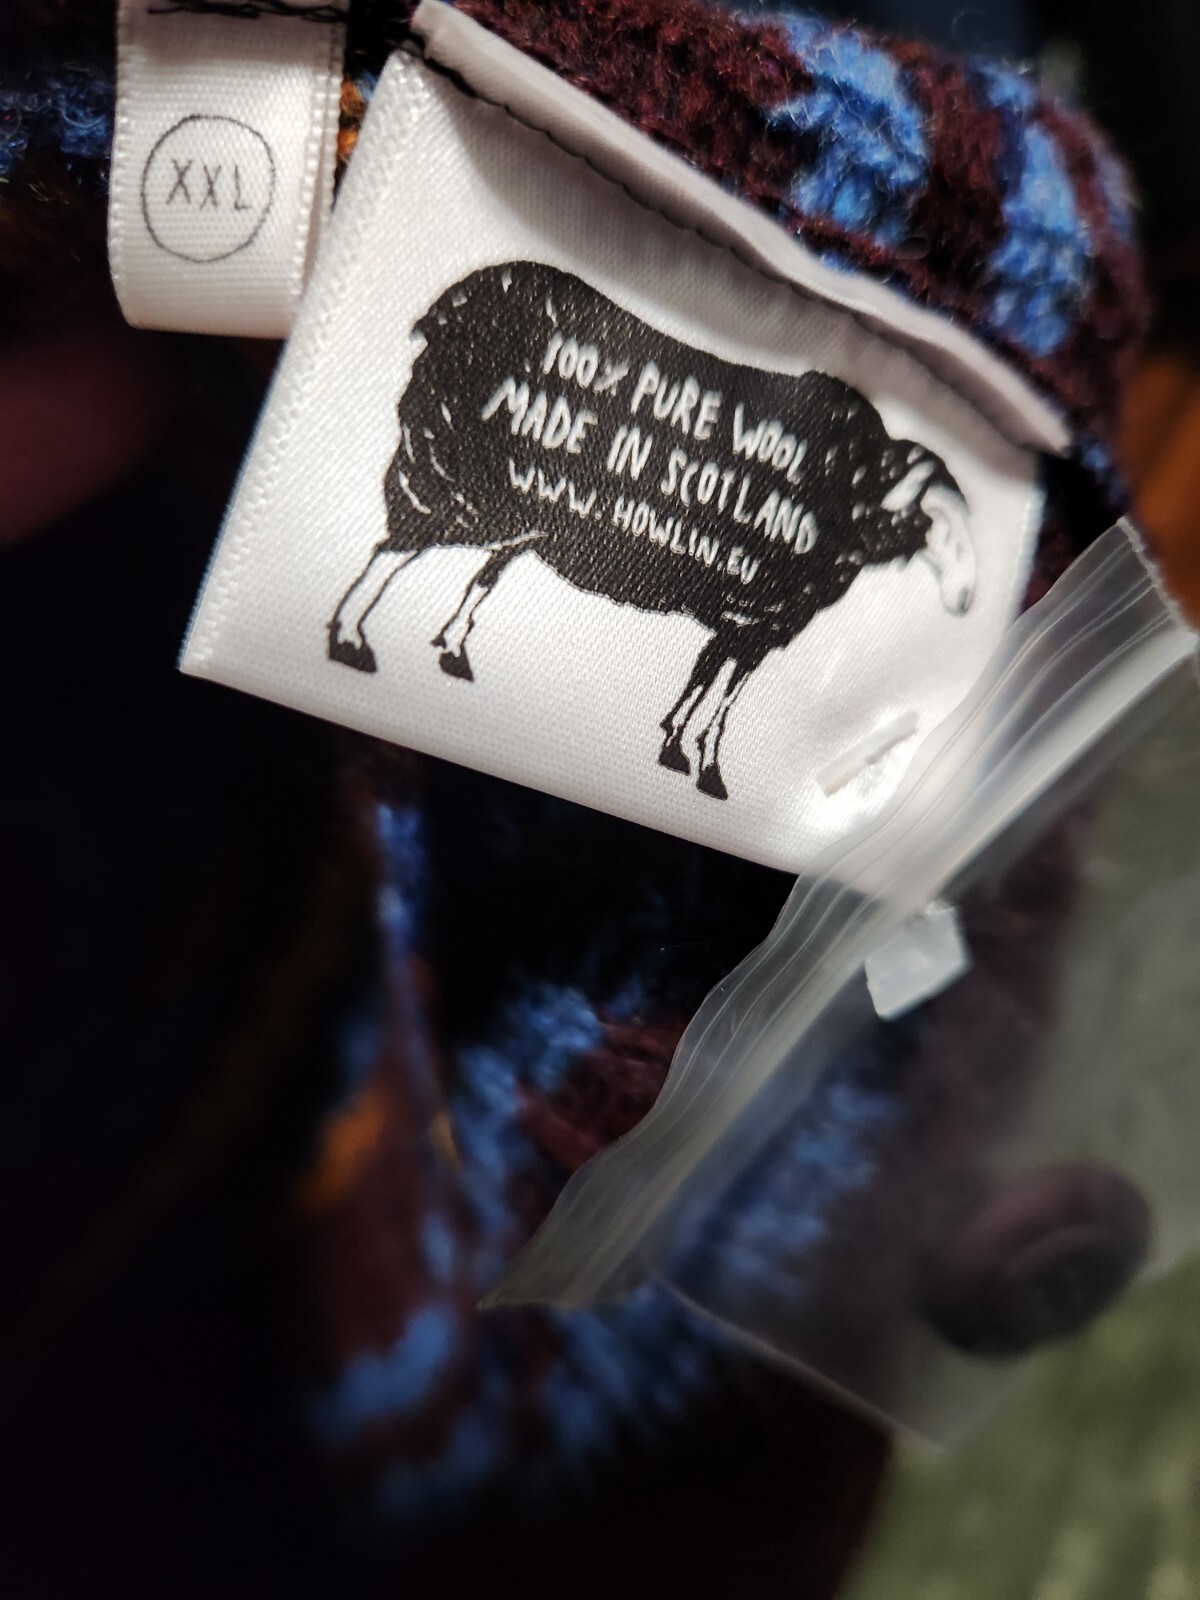 XXL
100% PURE WOOL
MADE IN SCOTLAND
WWW.HOWLIN.EU